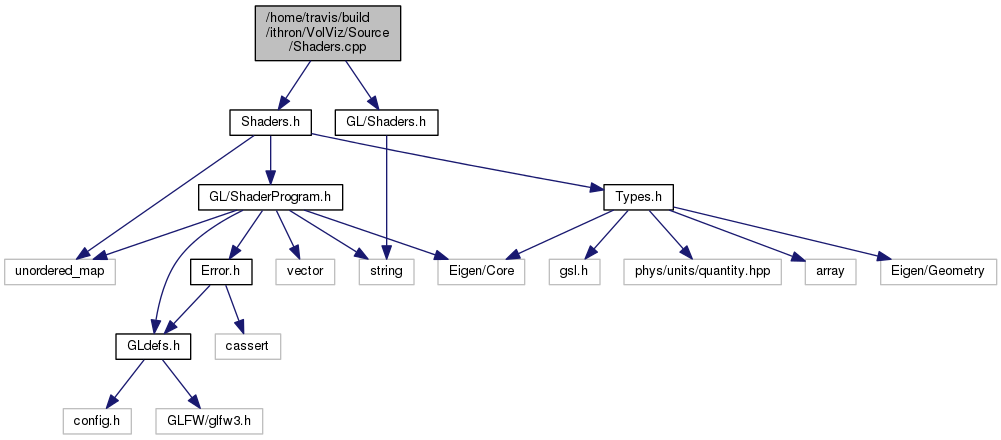 /home/travis/build
/ithron/VolViz/Source
/Shaders.cpp
Shaders.h
GL/Shaders.h
GL/ShaderProgram.h
Types.h
unordered_map
Error.h
vector
string
Eigen/Core
gsl.h
phys/units/quantity.hpp
array
Eigen/Geometry
GLdefs.h
cassert
config.h
GLFW/glfw3.h